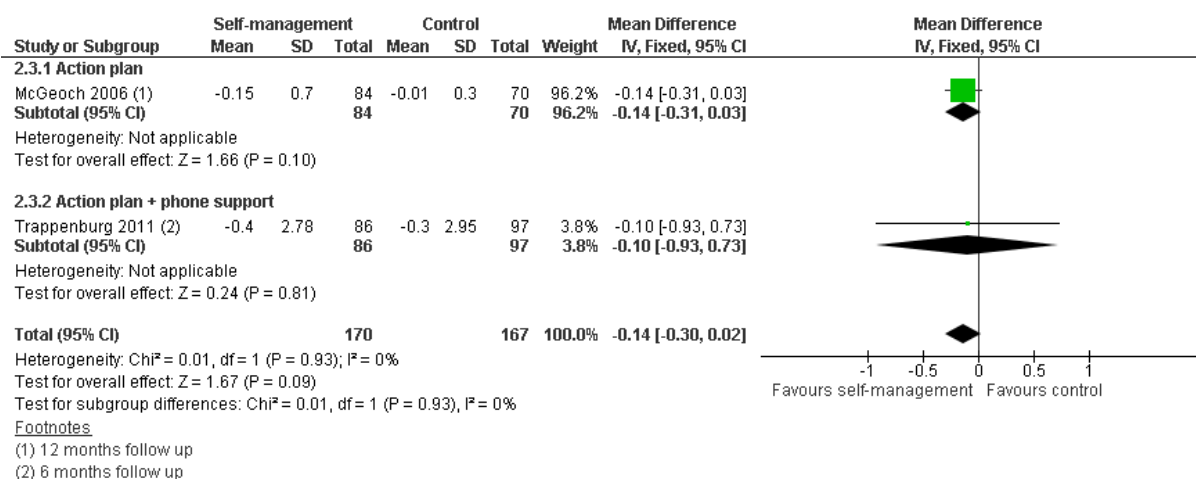 Self-management Control Mean Difference Mean Difference
Study or Subgroup Mean SD Total Mean SD Total Weight IV, Fixed, 95% CI IV, Fixed, 95% CI
2.3.1 Action plan
McGeoch 2006 (1) -0.15 0.7 84 -0.01 0.3 70 96.2% -0.14 [-0.31, 0.03]
Subtotal (95% CI) 84 70 96.2% -0.14 [-0.31, 0.03]
Heterogeneity: Not applicable
Test for overall effect: Z = 1.66 (P = 0.10)
2.3.2 Action plan + phone support
Trappenburg 2011 (2) -0.4 2.78 86 -0.3 2.95 97 3.8% -0.10 [-0.93, 0.73]
Subtotal (95% CI) 86 97 3.8% -0.10 [-0.93, 0.73]
Heterogeneity: Not applicable
Test for overall effect: Z = 0.24 (P = 0.81)
Total (95% CI) 170 167 100.0% -0.14 [-0.30, 0.02]
Heterogeneity: Chi² = 0.01, df = 1 (P = 0.93); I² = 0%
Test for overall effect: Z = 1.67 (P = 0.09)
Test for subgroup differences: Chi² = 0.01, df = 1 (P = 0.93), I² = 0%
-1 -0.5 0 0.5 1
Favours self-management Favours control
Footnotes
(1) 12 months follow up
(2) 6 months follow up